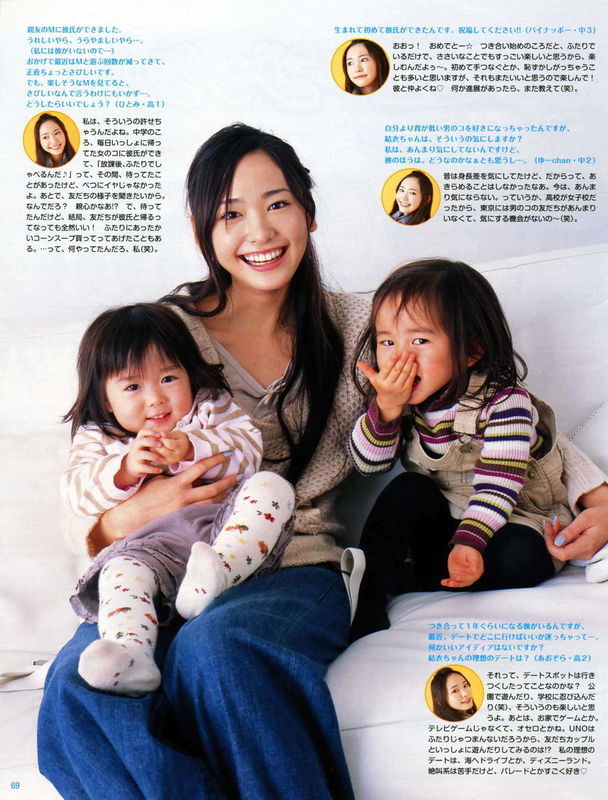 親友のMに彼氏ができました。
うれしいやら、うらやましいやら…。
（私には彼がいないので…）
おかげで最近はMと遊ぶ回数が減ってきて、
正直ちょっとさびしいです。
でも、楽しそうなMを見てると、
さびしいなんて言うわけにもいかず…。
どうしたらいいでしょう？（ひとみ・高1）
私は、そういうの許せち
ゃうんだよね。中学のこ
ろ、毎日いっしょに帰っ
てた女のコに彼氏ができ
て、「放課後、ふたりでし
ゃべるんだ♪」って、その間、待ってたこ
とがあったけど、べつにイヤじゃなかった
よ。あとで、友だちの様子を聞きたいから。
なんでだろ？ 親心かなあ!? て、待って
たんだけど、結局、友だちが彼氏と帰るっ
てなっても全然いい！ ふたりにあったか
いコーンスープ買ってってあげたこともあ
る。…って、何やってたんだろ、私(笑)。
生まれて初めて彼氏ができたんです。祝福してください!!（パイナッポー・中3）
おおっ！ おめでとー☆ つき合い始めのころだと、ふたりで
いるだけで、ささいなことでもすっごい楽しいと思うから、楽
しむんだよぉ〜。初めて手つなぐとか、恥ずかしがっちゃうこ
とも多いと思いますが、それもまたいいと思うので楽しんで！
彼と仲よくね♡ 何か進展があったら、また教えて(笑)。
自分より背が低い男のコを好きになっちゃったんですが、
結衣ちゃんは、そういうの気にしますか？
私は、あんまり気にしてないんですけど、
彼のほうは、どうなのかなぁとも思うし…。（ゆーchan・中2）
昔は身長差を気にしてたけど、だからって、あ
きらめることはしなかったなあ。今は、あんま
り気にならない。っていうか、高校が女子校だ
ったから、東京には男のコの友だちがあんまり
いなくて、気にする機会がないの〜(笑)。
つき合って1年ぐらいになる彼がいるんですが、
最近、デートでどこに行けばいいか迷っちゃって…。
何かいいアイディアはないですか？
結衣ちゃんの理想のデートは？（あおぞら・高2）
それって、デートスポットは行き
つくしたってことなのかな？ 公
園で遊んだり、学校に忍び込んだ
り(笑)、そういうのも楽しいと思
うよ。あとは、お家でゲームとか。
テレビゲームじゃなくて、オセロとかね。UNOは
ふたりじゃつまんないだろうから、友だちカップル
といっしょに遊んだりしてみるのは!? 私の理想の
デートは、海へドライブとか、ディズニーランド。
絶叫系は苦手だけど、パレードとかすごく好き♡
69